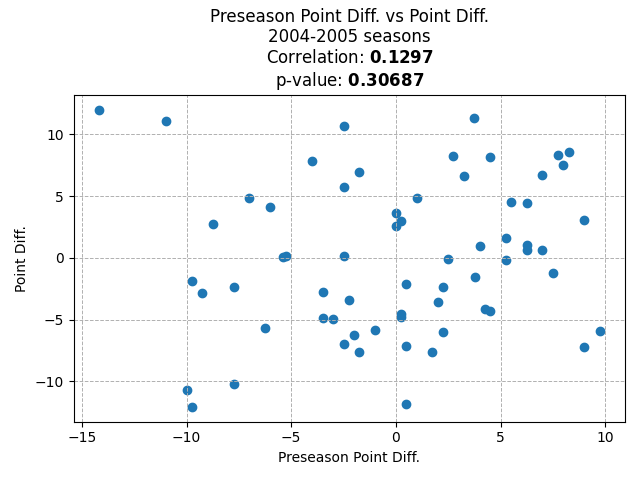 Preseason Point Diff. vs Point Diff.
2004-2005 seasons
Correlation: 0.1297
p-value: 0.30687
Point Diff.
10
5
0
−5
−10
−15 −10 −5 0 5 10
Preseason Point Diff.